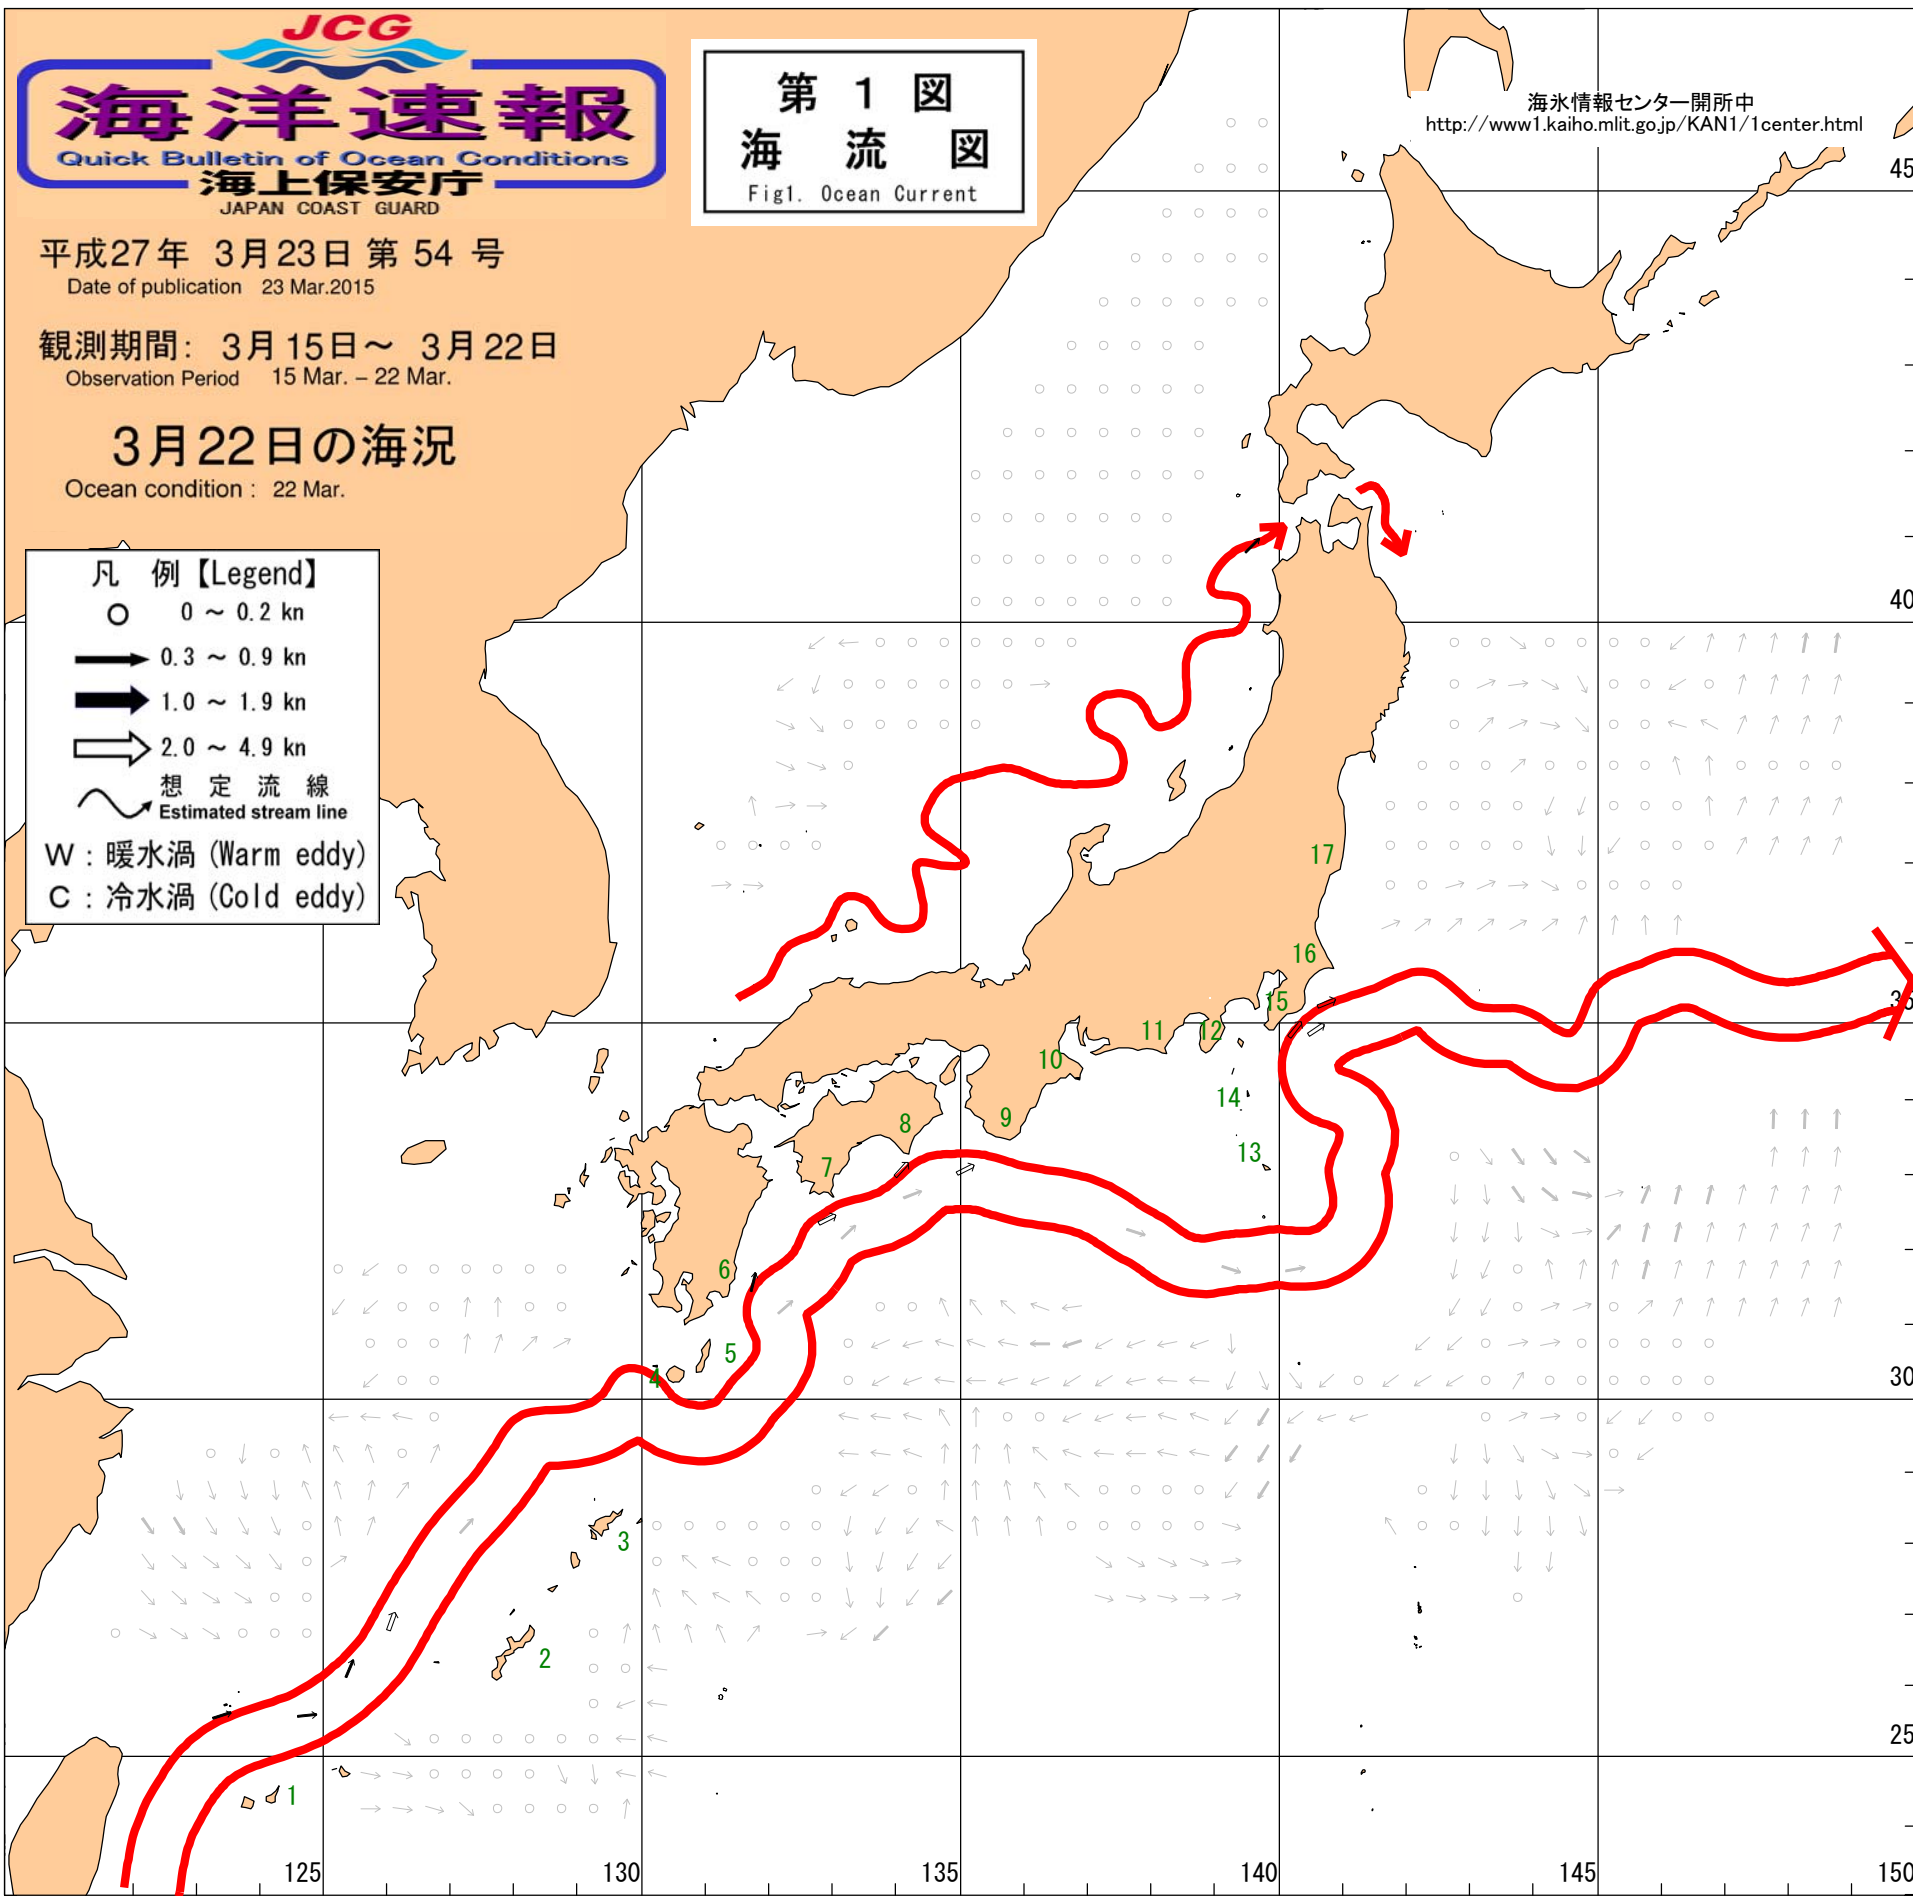 JCG
海洋速報
Quick Bulletin of Ocean Conditions
海上保安庁
JAPAN COAST GUARD
第 1 図
海 流 図
Fig1. Ocean Current
海氷情報センター開所中
http://www1.kaiho.mlit.go.jp/KAN1/1center.html
平成27年 3月23日 第 54 号
Date of publication 23 Mar.2015
観測期間: 3月15日~ 3月22日
Observation Period 15 Mar. – 22 Mar.
3月22日の海況
Ocean condition : 22 Mar.
凡 例【Legend】
0 ~ 0.2 kn
0.3 ~ 0.9 kn
1.0 ~ 1.9 kn
2.0 ~ 4.9 kn
想 定 流 線
Estimated stream line
W : 暖水渦 (Warm eddy)
C : 冷水渦 (Cold eddy)
45
40
35
30
25
17
16
15
12
11
10
14
9
8
13
7
6
5
4
3
2
1
125
130
135
140
145
150